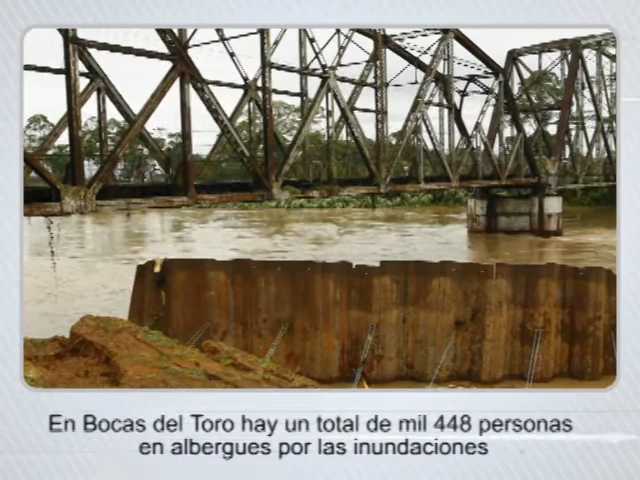 En Bocas del Toro hay un total de mil 448 personas
en albergues por las inundaciones